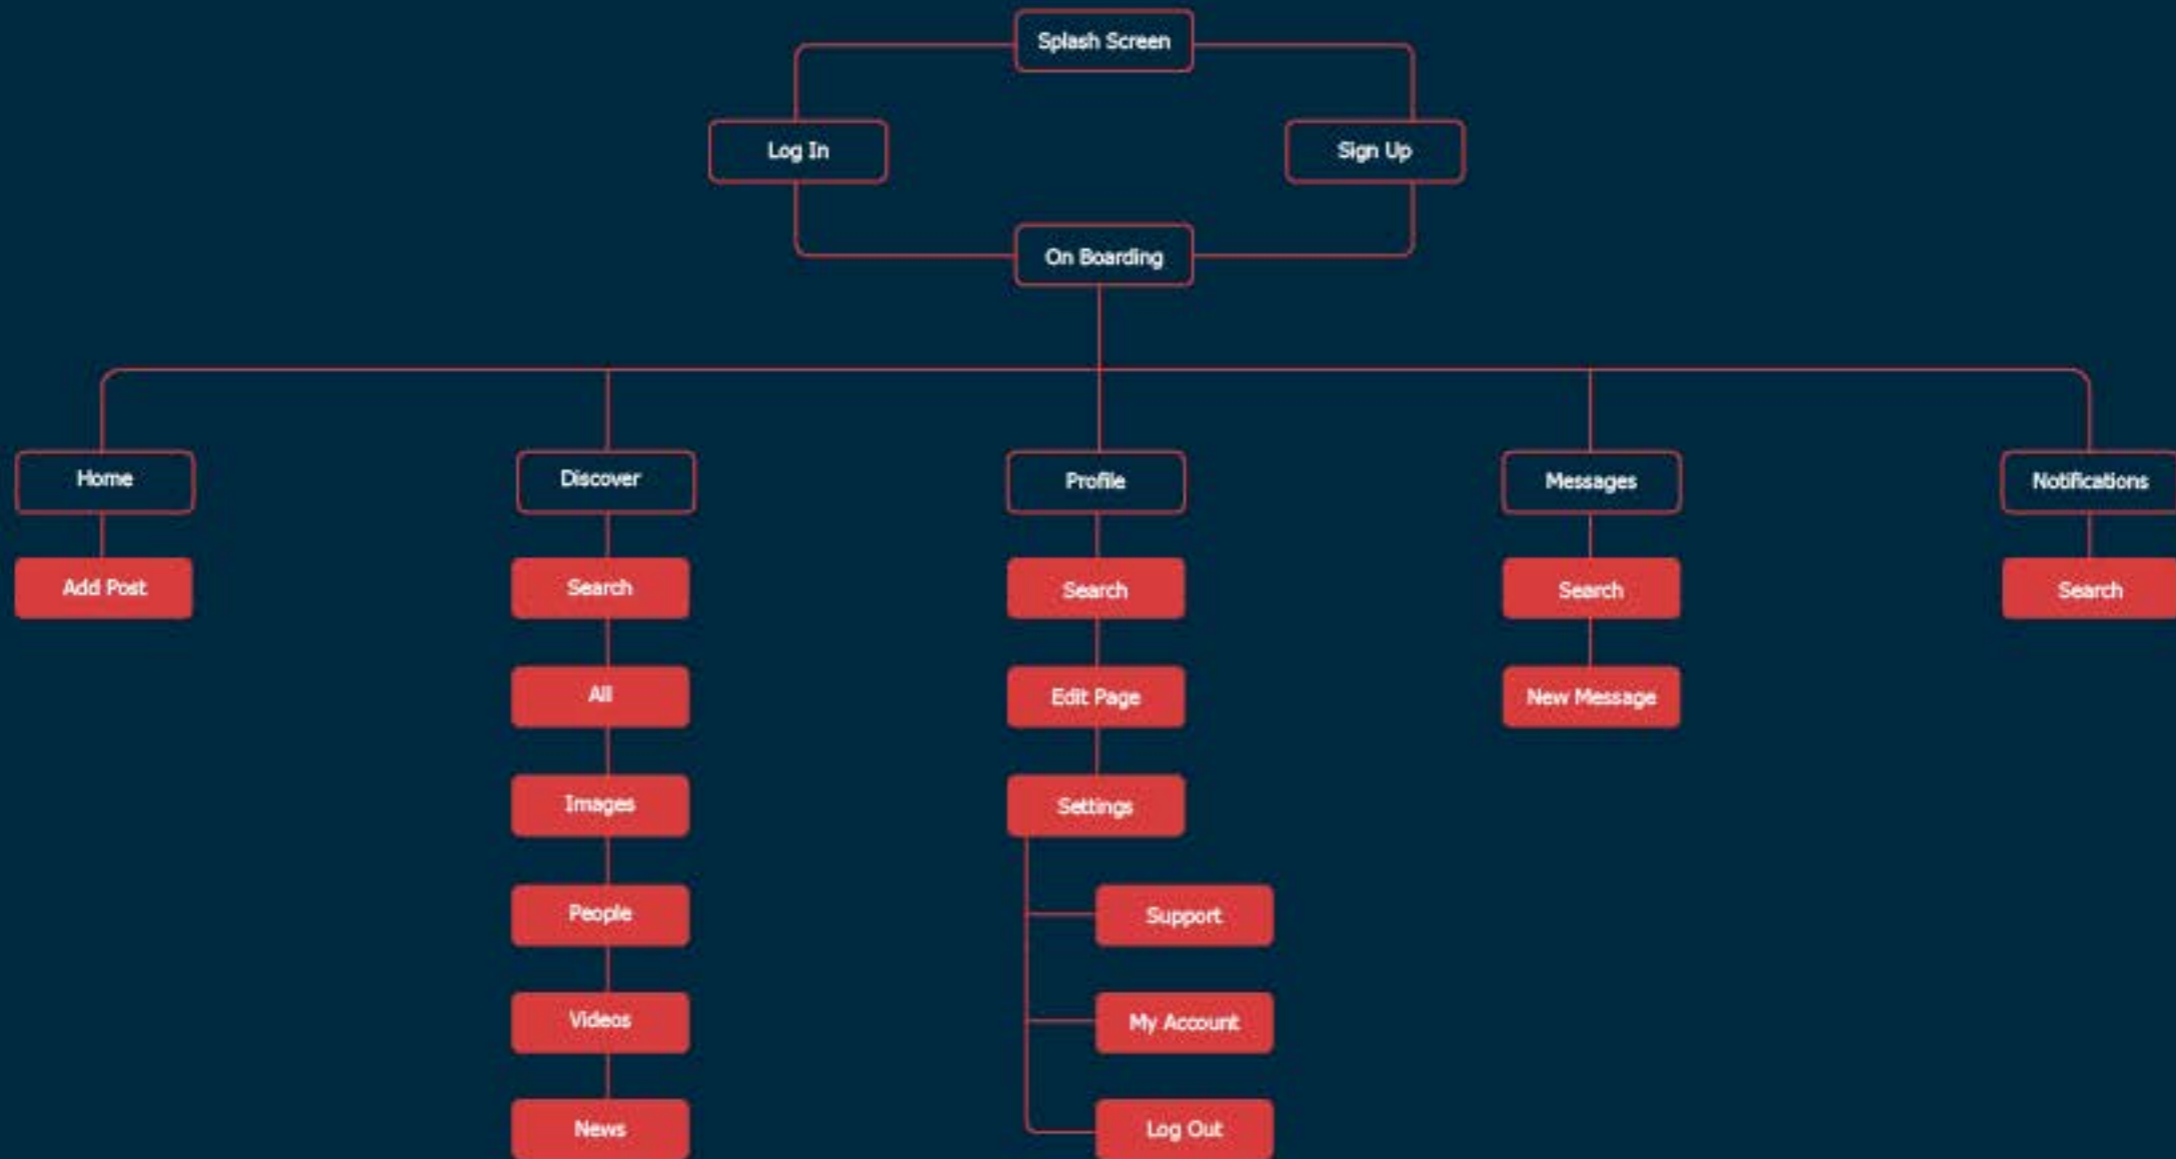 Splash Screen
Log In
Sign Up
On Boarding
Home
Discover
Profile
Messages
Notifications
Add Post
Search
Search
Search
Search
All
Edit Page
New Message
Images
Settings
People
Support
Videos
My Account
News
Log Out